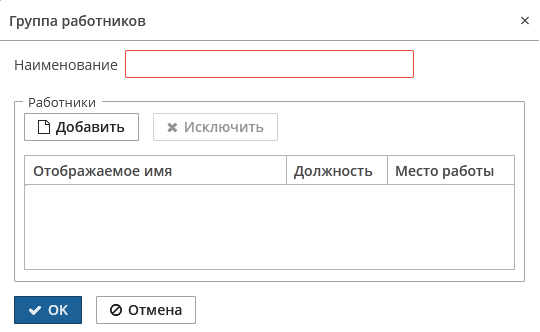 Группа работников
Наименование
Работники
Добавить
Исключить
Отображаемое имя
Должность
Место работы
OK
Отмена